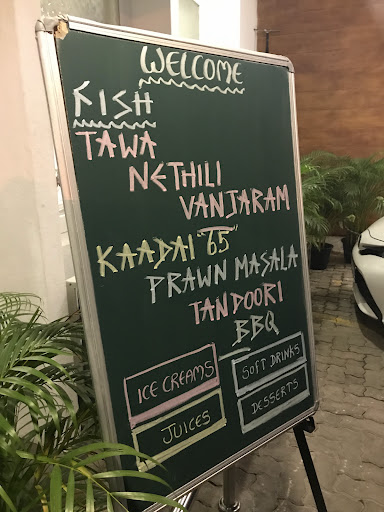 WELCOME
FISH
TAWA
NETHILI
VANJARAM
KAADAI "65"
PRAWN MASALA
TANDOORI
BBQ
ICE CREAMS
SOFT DRINKS
JUICES
DESSERTS